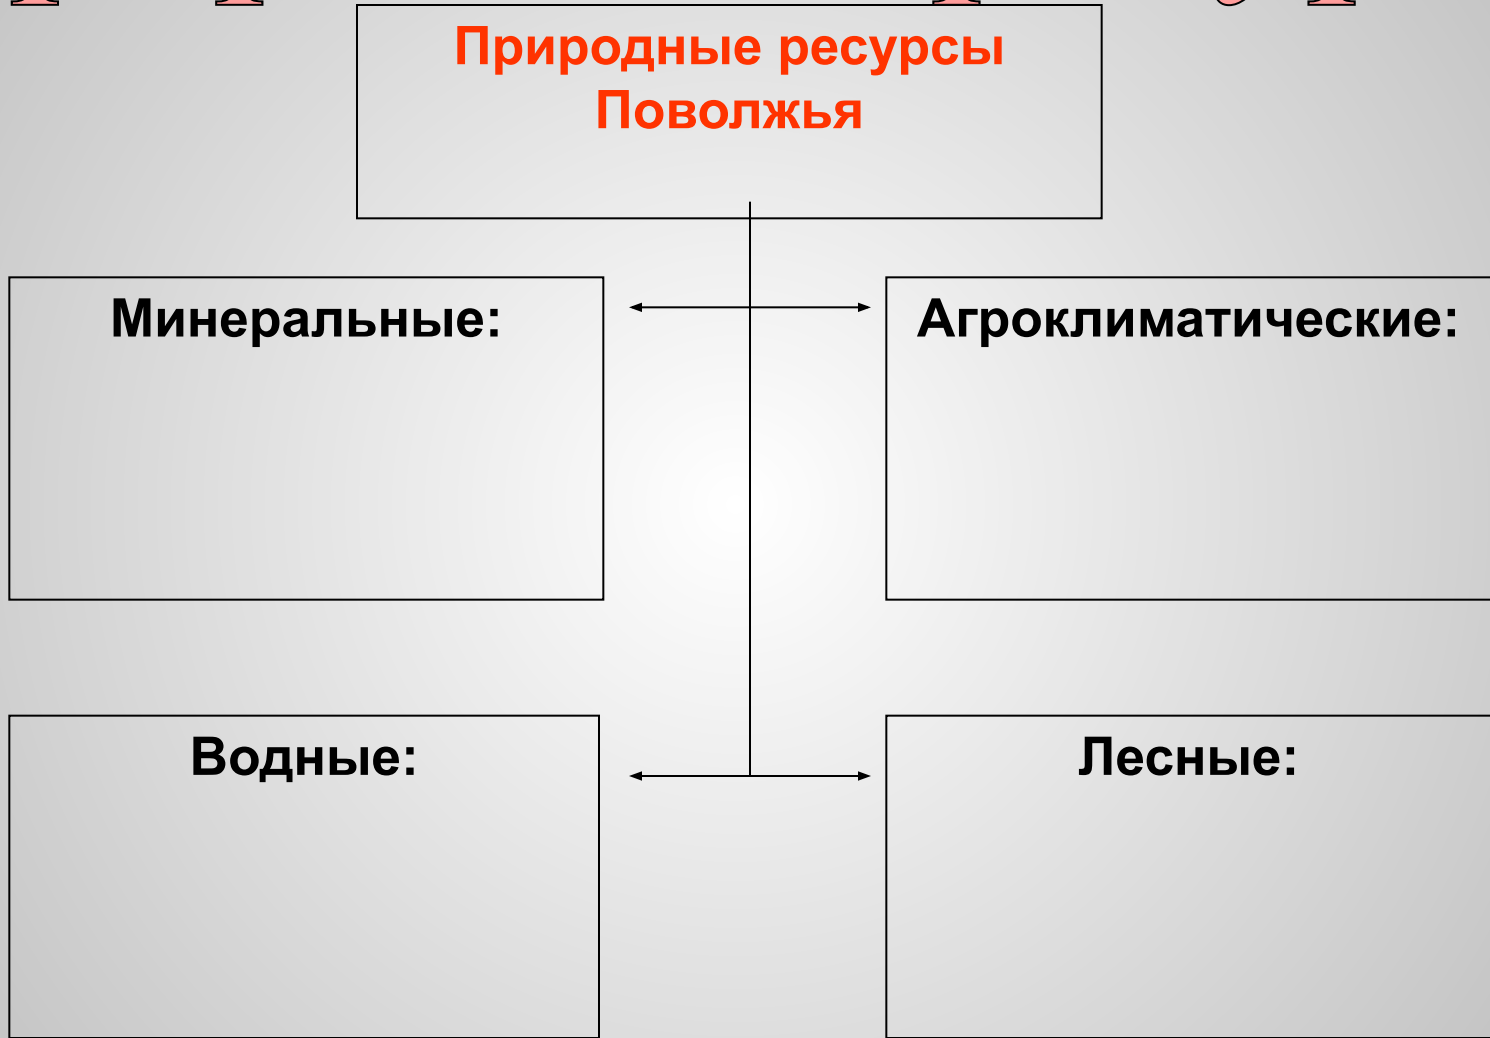 Природные ресурсы
Поволжья
Минеральные:
Агроклиматические:
Водные:
Лесные: